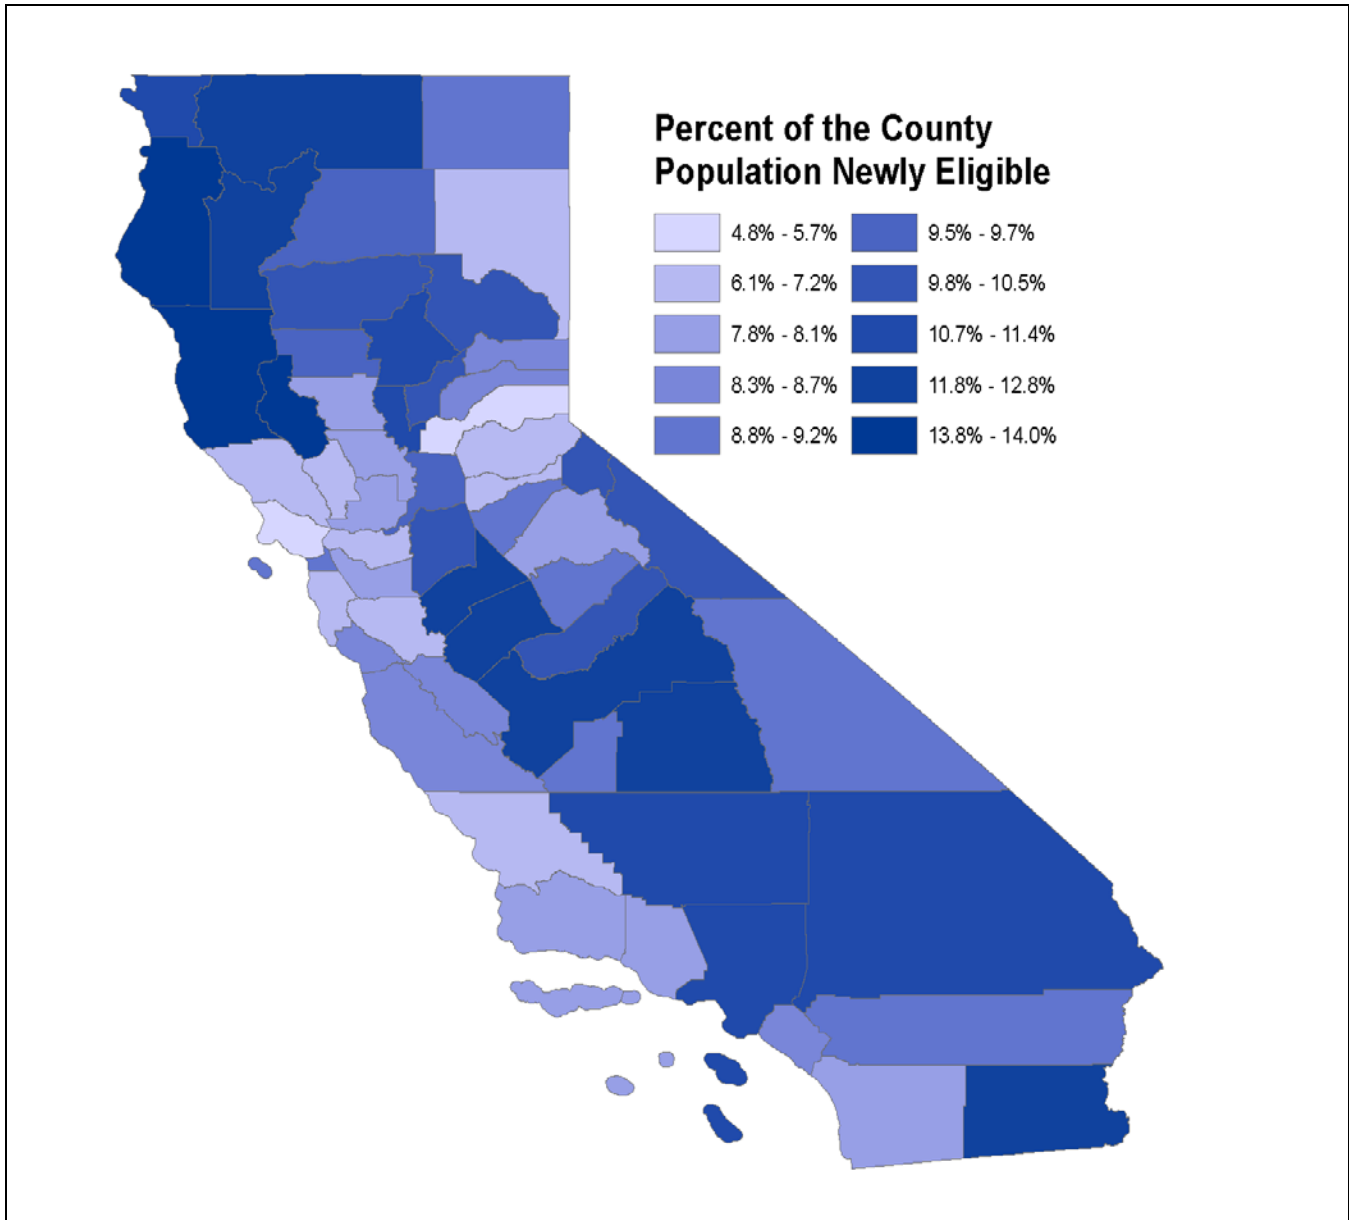 Percent of the County
Population Newly Eligible
4.8% - 5.7% 9.5% - 9.7%
6.1% - 7.2% 9.8% - 10.5%
7.8% - 8.1% 10.7% - 11.4%
8.3% - 8.7% 11.8% - 12.8%
8.8% - 9.2% 13.8% - 14.0%